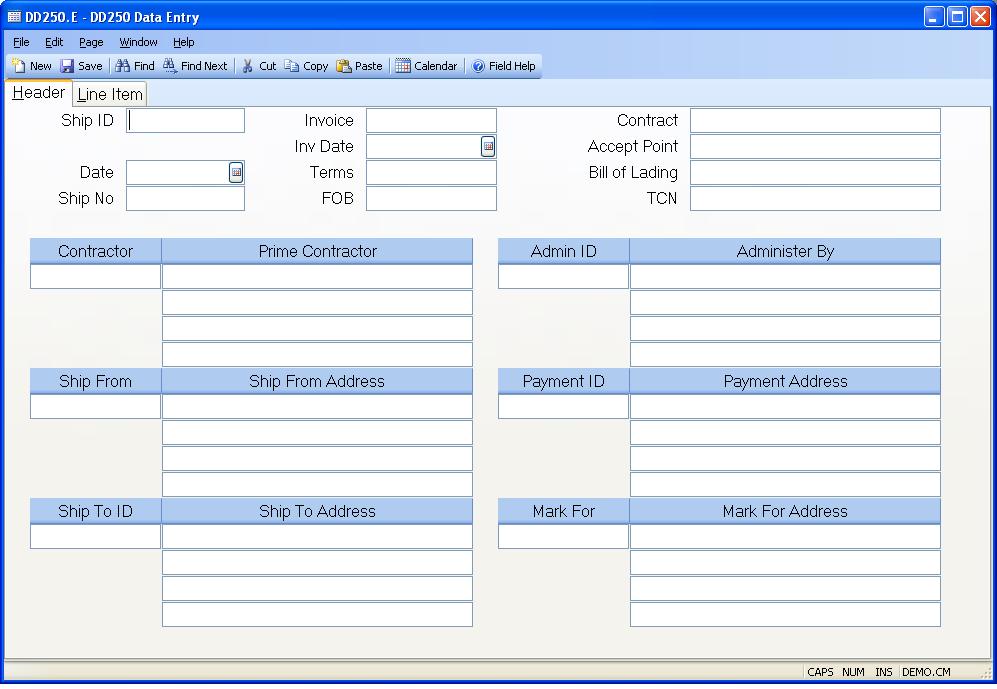 DD250.E - DD250 Data Entry
File Edit Page Window Help
New Save Find Find Next Cut Copy Paste Calendar Field Help
Header Line Item
Ship ID Invoice Contract
Inv Date Accept Point
Date Terms Bill of Lading
Ship No FOB TCN
Contractor Prime Contractor Admin ID Administer By
Ship From Ship From Address Payment ID Payment Address
Ship To ID Ship To Address Mark For Mark For Address
CAPS NUM INS DEMO.CM